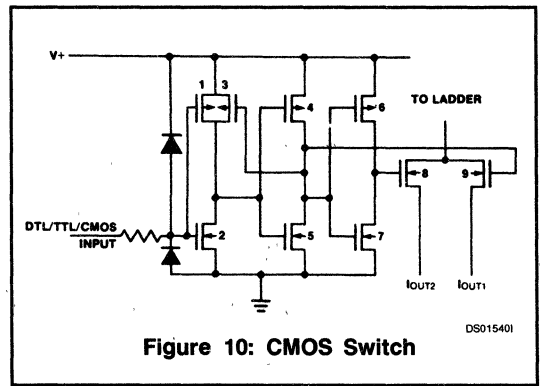 V+
1 3
4
6
TO LADDER
8 9
DTL/TTL/CMOS
INPUT
2
5
7
IOUT2 IOUT1
DS01540I
Figure 10: CMOS Switch